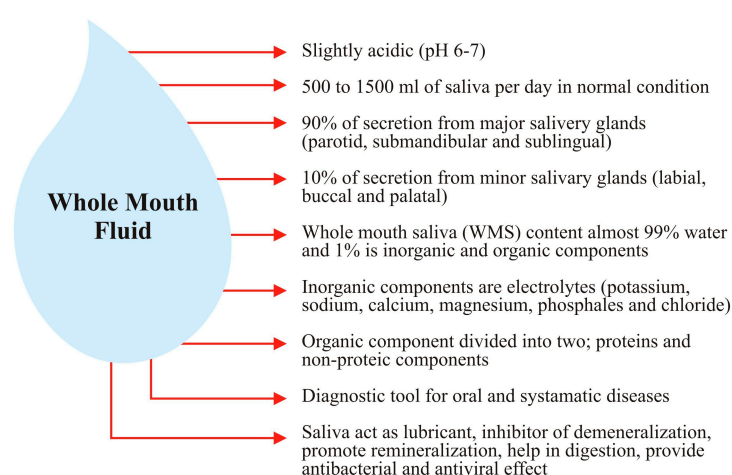 Whole Mouth
Fluid
Slightly acidic (pH 6-7)
500 to 1500 ml of saliva per day in normal condition
90% of secretion from major salivery glands
(parotid, submandibular and sublingual)
10% of secretion from minor salivary glands (labial,
buccal and palatal)
Whole mouth saliva (WMS) content almost 99% water
and 1% is inorganic and organic components
Inorganic components are electrolytes (potassium,
sodium, calcium, magnesium, phosphales and chloride)
Organic component divided into two; proteins and
non-proteic components
Diagnostic tool for oral and systamatic diseases
Saliva act as lubricant, inhibitor of demeneralization,
promote remineralization, help in digestion, provide
antibacterial and antiviral effect